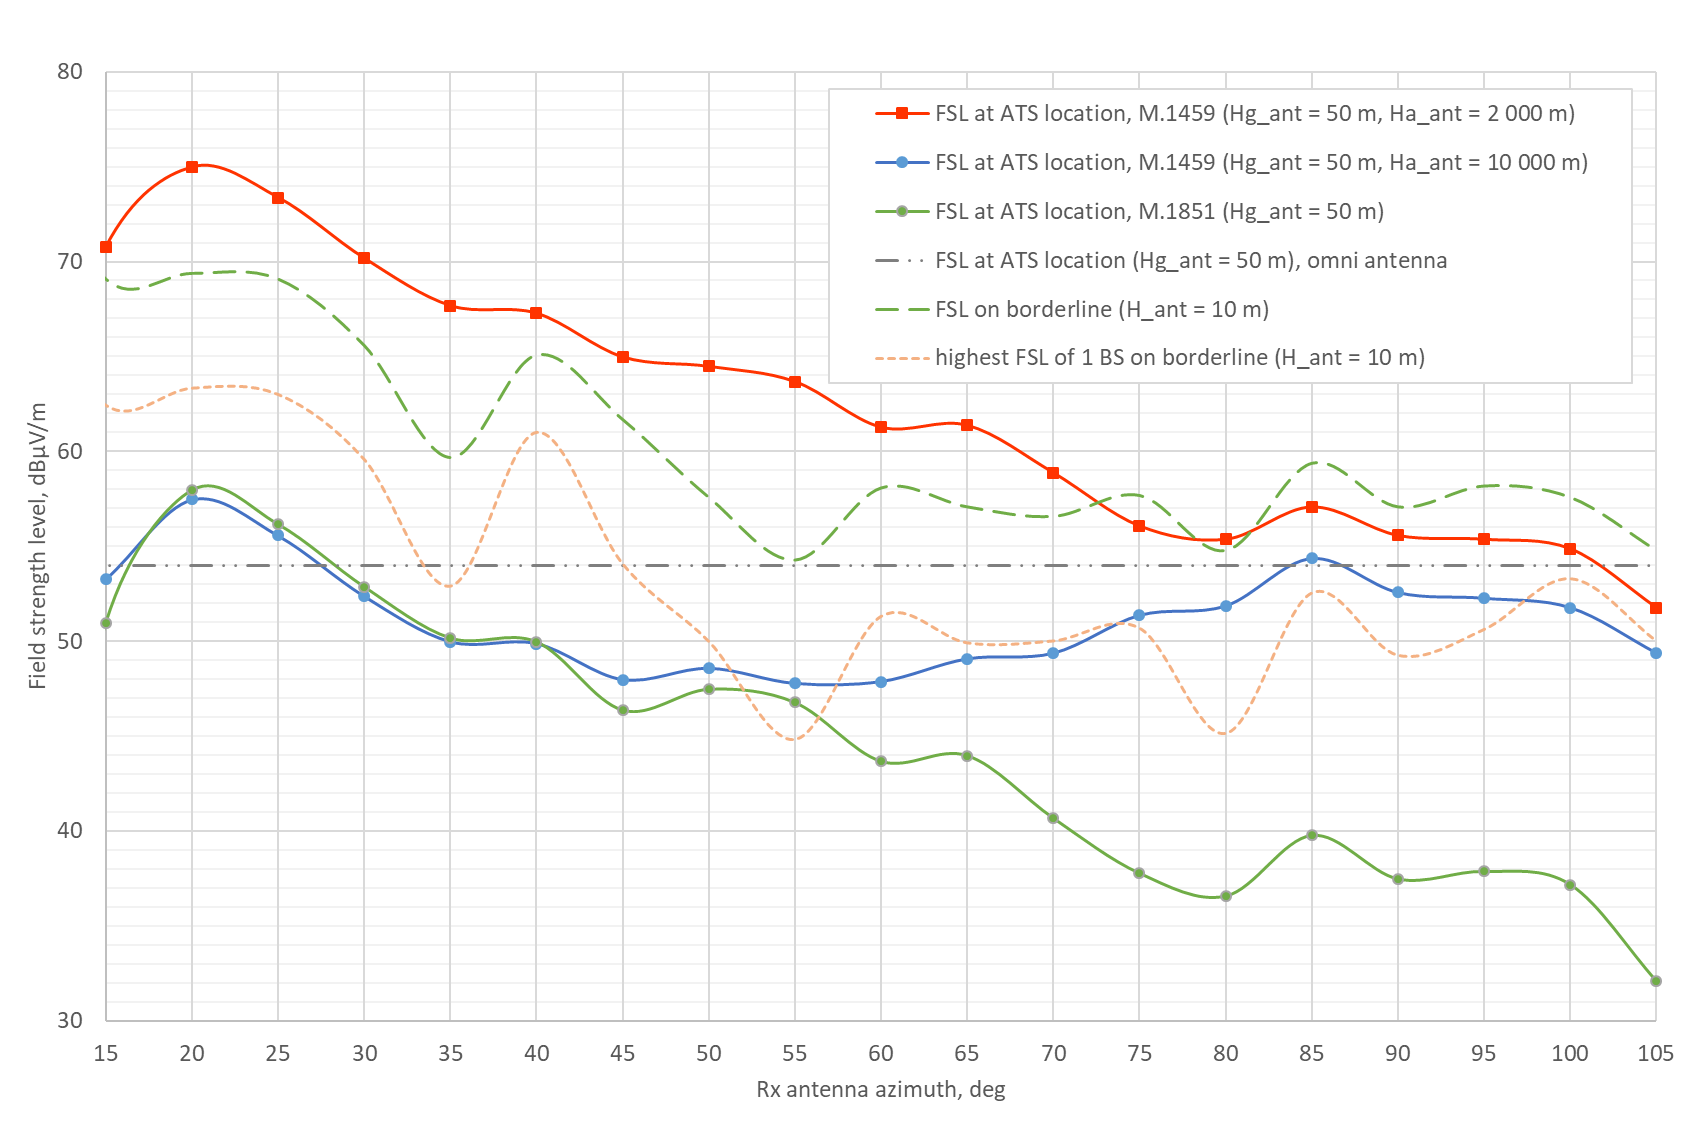 80
70
60
50
40
30
Field strength level, dBµV/m
FSL at ATS location, M.1459 (Hg_ant = 50 m, Ha_ant = 2 000 m)
FSL at ATS location, M.1459 (Hg_ant = 50 m, Ha_ant = 10 000 m)
FSL at ATS location, M.1851 (Hg_ant = 50 m)
FSL at ATS location (Hg_ant = 50 m), omni antenna
FSL on borderline (H_ant = 10 m)
highest FSL of 1 BS on borderline (H_ant = 10 m)
15 20 25 30 35 40 45 50 55 60 65 70 75 80 85 90 95 100 105
Rx antenna azimuth, deg